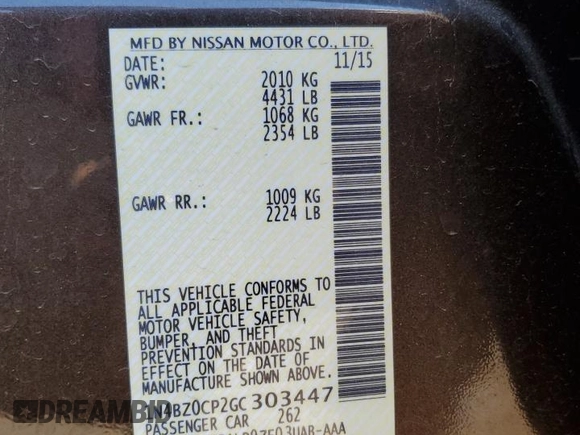 MFD BY NISSAN MOTOR CO., LTD.
DATE: 11/15
GVWR: 2010 KG
4431 LB
GAWR FR.: 1068 KG
2354 LB
GAWR RR.: 1009 KG
2224 LB
THIS VEHICLE CONFORMS TO
ALL APPLICABLE FEDERAL
MOTOR VEHICLE SAFETY,
BUMPER, AND THEFT
PREVENTION STANDARDS IN
EFFECT ON THE DATE OF
MANUFACTURE SHOWN ABOVE.
N4BZ0CP2GC303447
PASSENGER CAR 262
DREAMBID